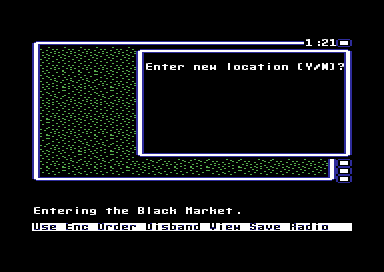 1:21
Enter new location (Y/N)?
Entering the Black Market.
Use Enc Order Disband View Save Radio